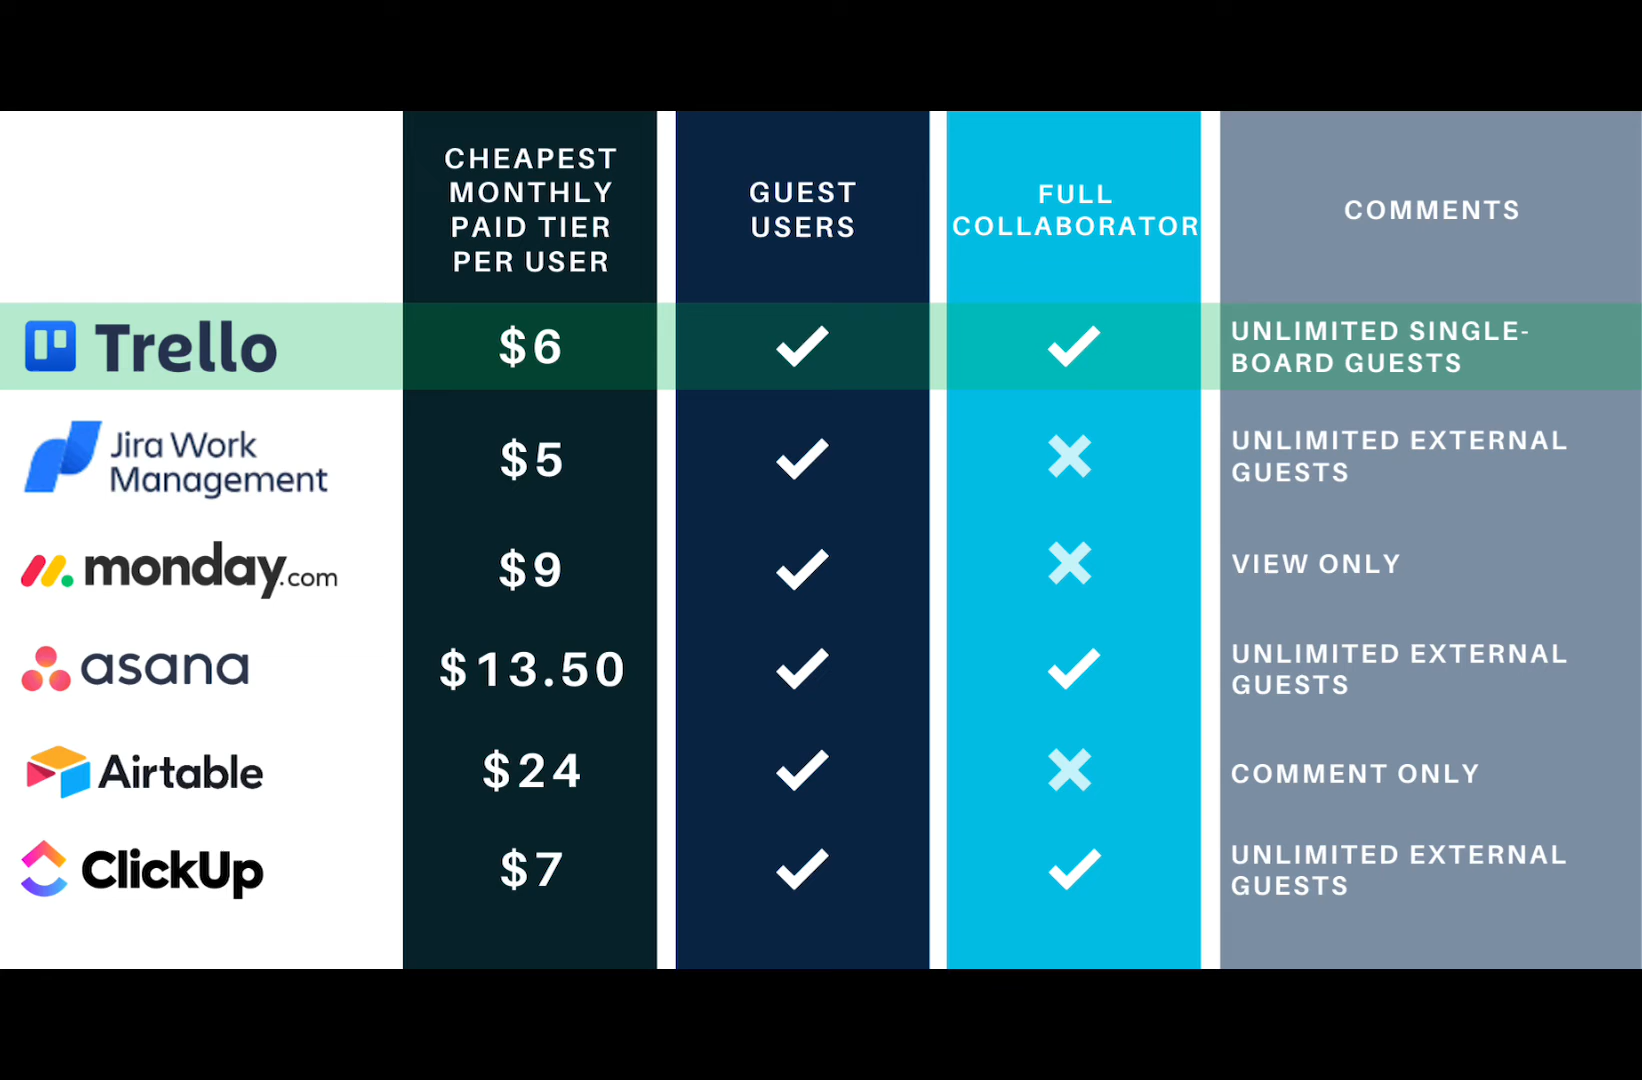 CHEAPEST
MONTHLY
PAID TIER
PER USER
GUEST
USERS
FULL
COLLABORATOR
COMMENTS
Trello
$6
UNLIMITED SINGLE-
BOARD GUESTS
Jira Work
Management
$5
UNLIMITED EXTERNAL
GUESTS
monday.com
$9
VIEW ONLY
asana
$13.50
UNLIMITED EXTERNAL
GUESTS
Airtable
$24
COMMENT ONLY
ClickUp
$7
UNLIMITED EXTERNAL
GUESTS